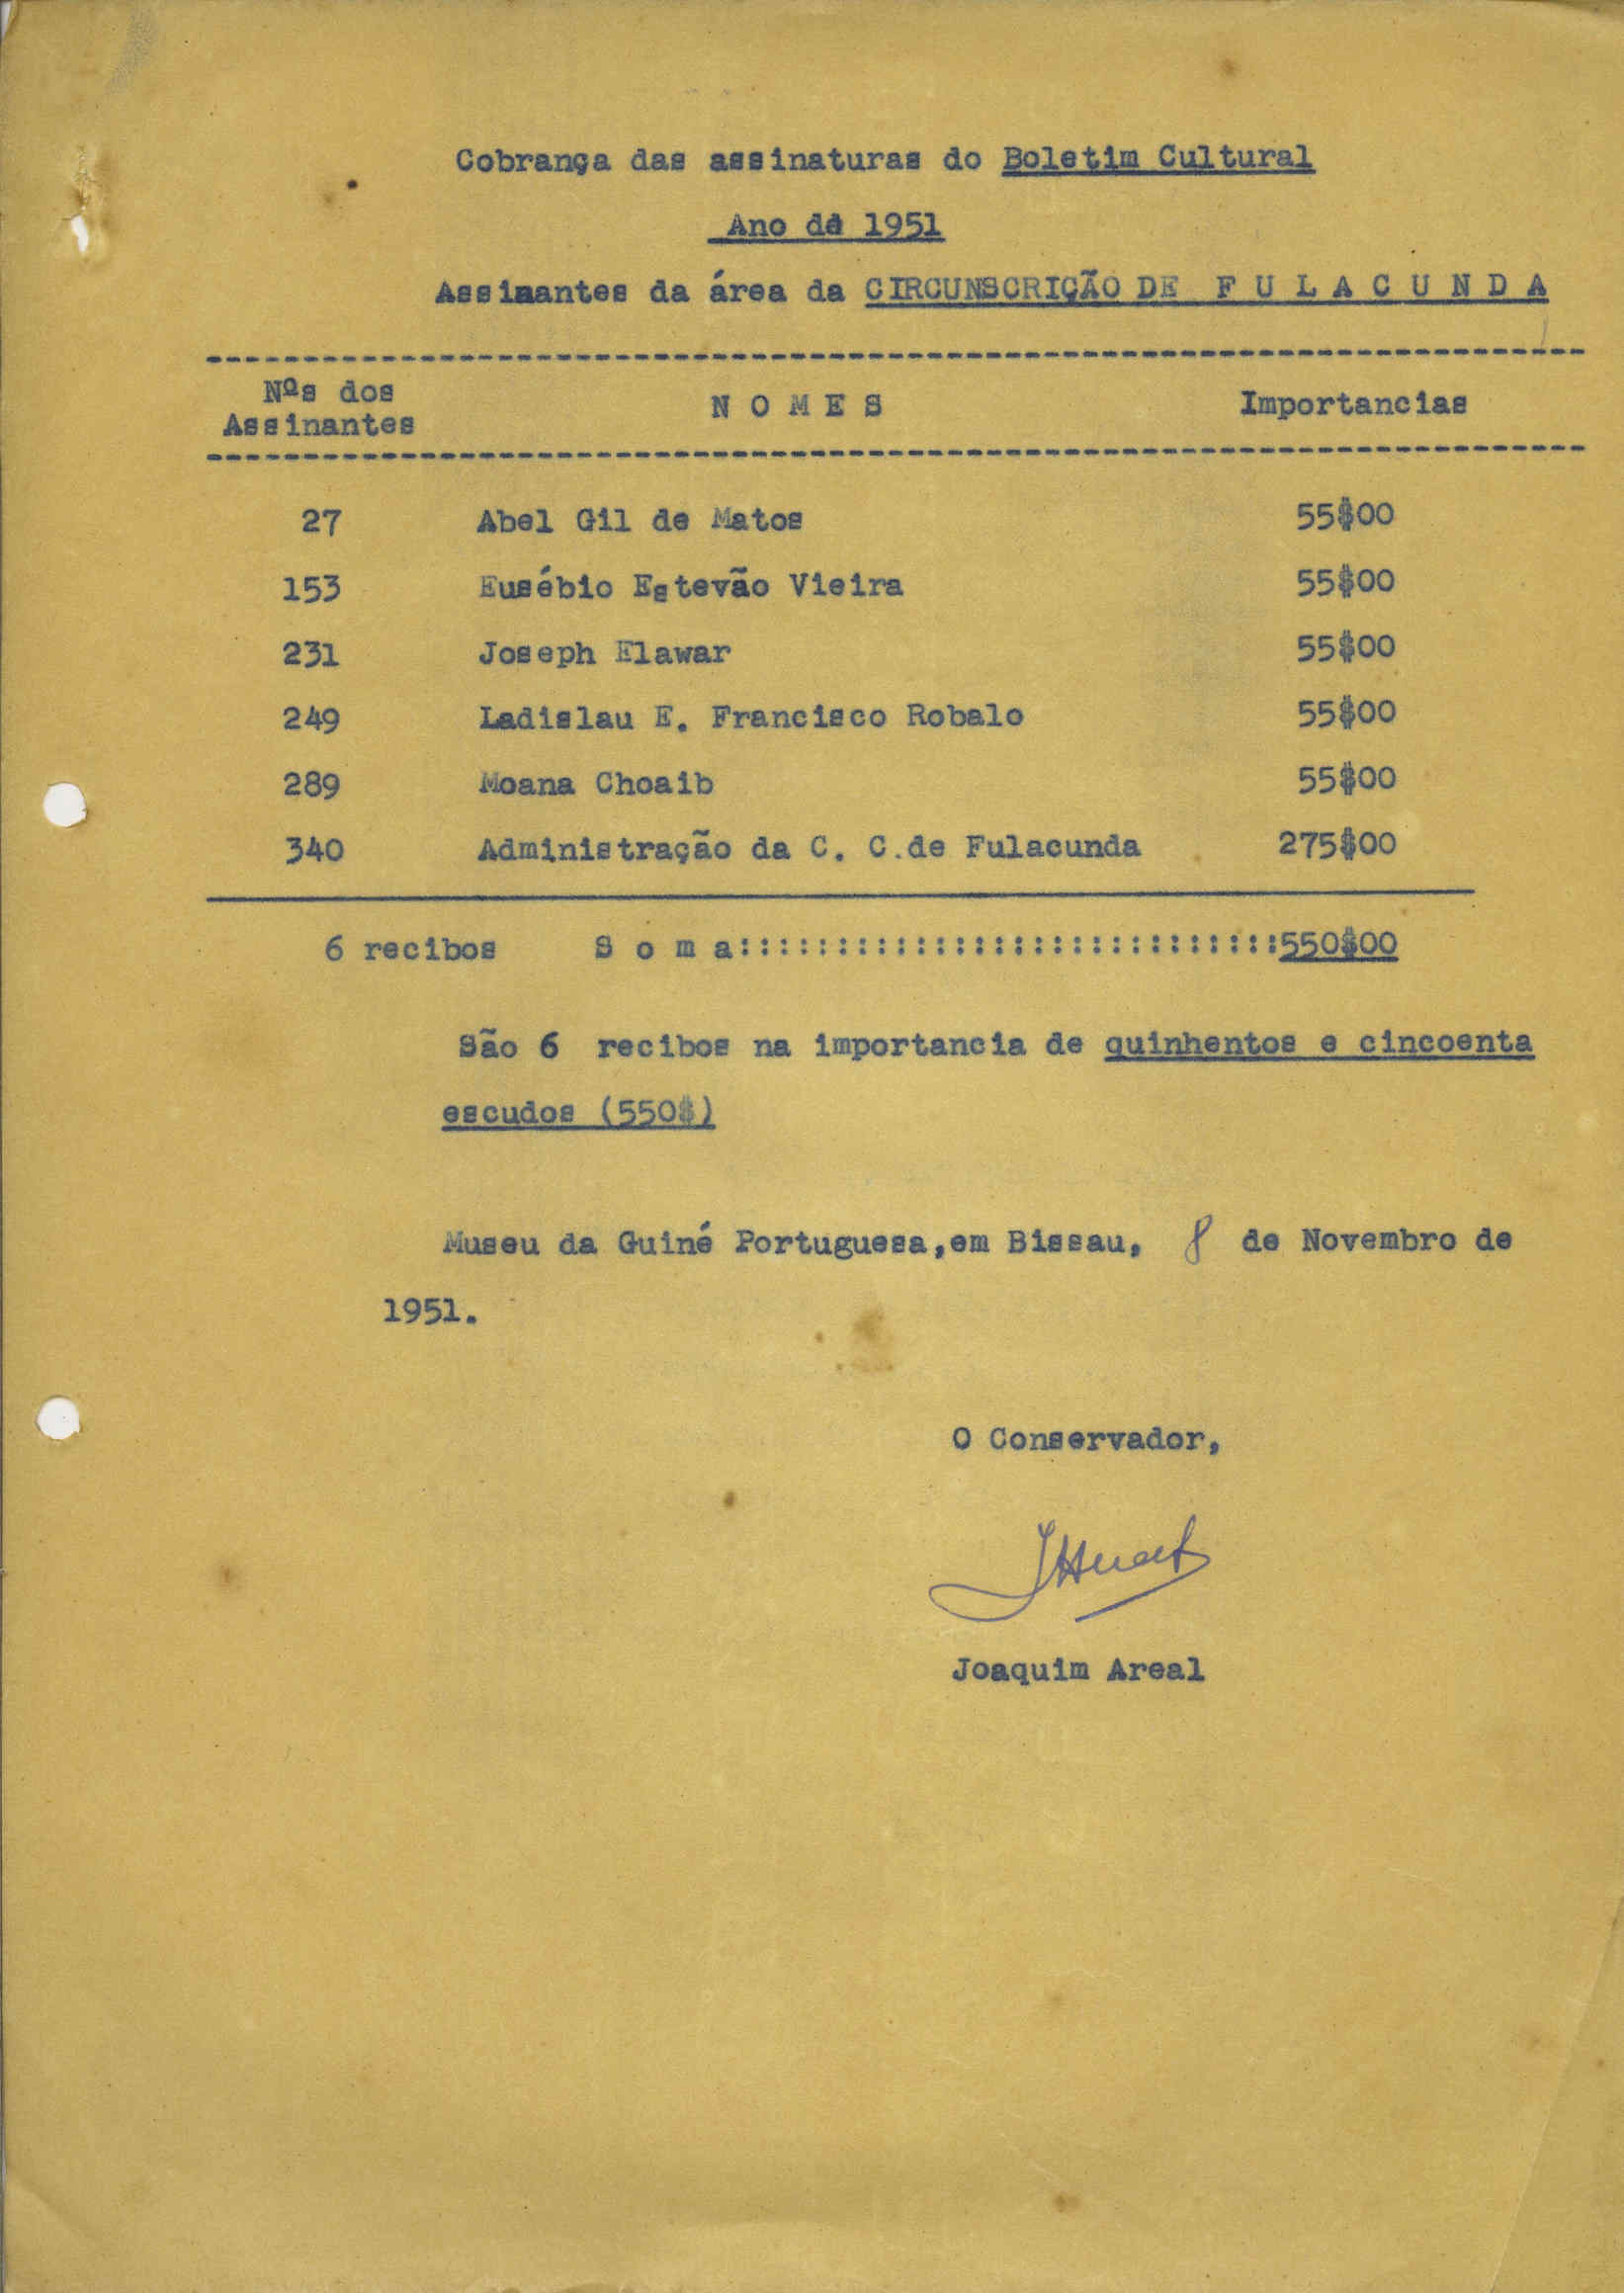 Cobrança das assinaturas do Boletim Cultural
Ano de 1951
Assinantes da área da CIRCUNSCRIÇÃO DE F U L A C U N D A
Nºs dos
Assinantes
N O M E S
Importancias
27 Abel Gil de Matos 55$00
153 Eusébio Estevão Vieira 55$00
231 Joseph Elawar 55$00
249 Ladislau E. Francisco Robalo 55$00
289 Moana Choaib 55$00
340 Administração da C. C.de Fulacunda 275$00
6 recibos S o m a::::::::::::::::::::::::::::550$00
São 6 recibos na importancia de quinhentos e cincoenta
escudos (550$)
Museu da Guiné Portuguesa,em Bissau, 8 de Novembro de
1951.
O Conservador,
Joaquim Areal